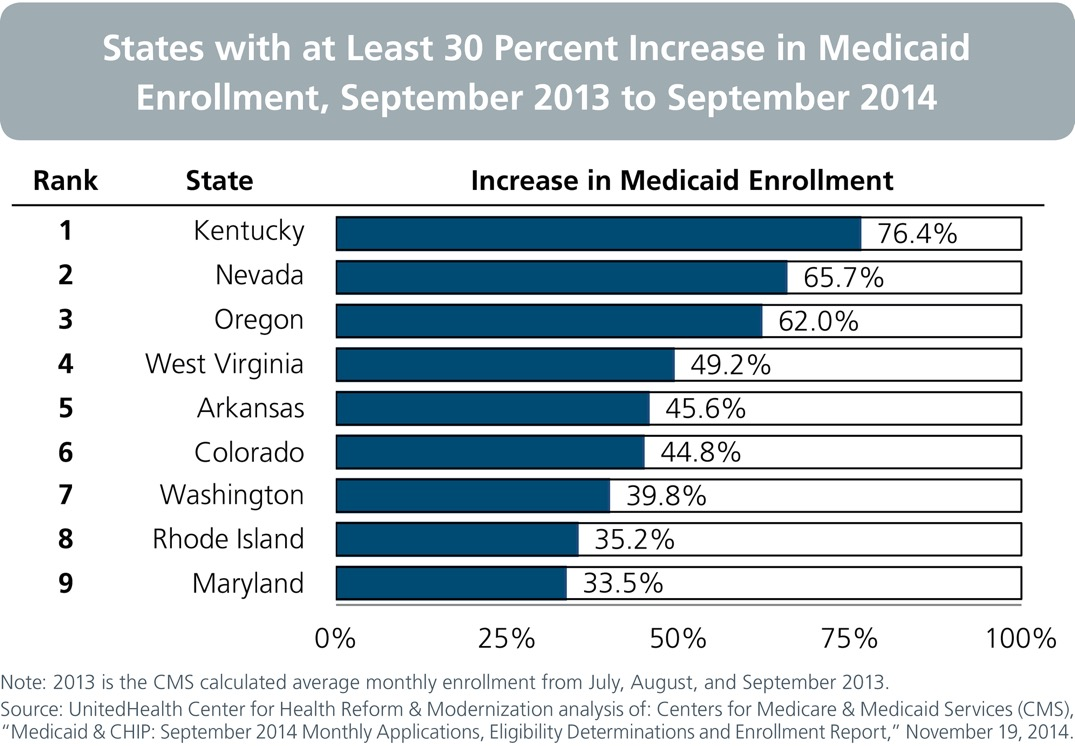 States with at Least 30 Percent Increase in Medicaid
Enrollment, September 2013 to September 2014
Rank State Increase in Medicaid Enrollment
1 Kentucky 76.4%
2 Nevada 65.7%
3 Oregon 62.0%
4 West Virginia 49.2%
5 Arkansas 45.6%
6 Colorado 44.8%
7 Washington 39.8%
8 Rhode Island 35.2%
9 Maryland 33.5%
0% 25% 50% 75% 100%
Note: 2013 is the CMS calculated average monthly enrollment from July, August, and September 2013.
Source: UnitedHealth Center for Health Reform & Modernization analysis of: Centers for Medicare & Medicaid Services (CMS),
“Medicaid & CHIP: September 2014 Monthly Applications, Eligibility Determinations and Enrollment Report,” November 19, 2014.